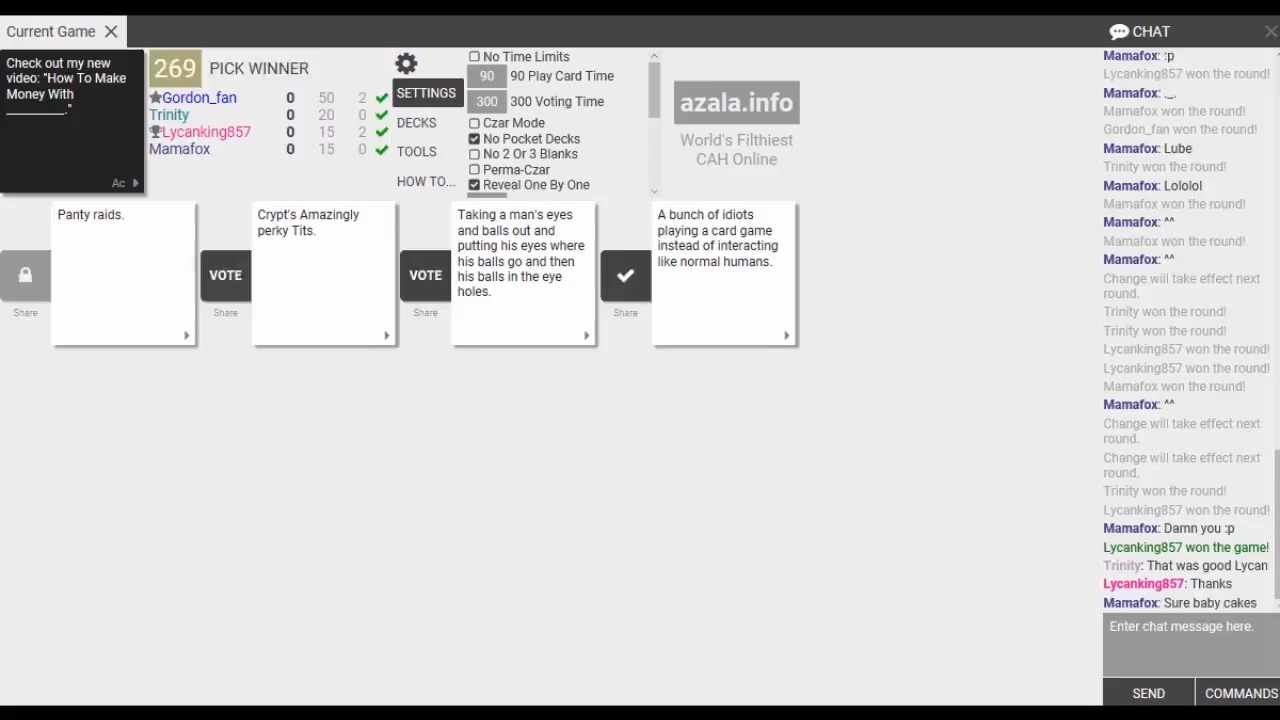 Current Game
CHAT
Check out my new
video: "How To Make
Money With
________."
Ac
269 PICK WINNER
Gordon_fan 0 50 2
Trinity 0 20 0
Lycanking857 0 15 2
Mamafox 0 15 0
SETTINGS
DECKS
TOOLS
HOW TO...
No Time Limits
90 90 Play Card Time
300 300 Voting Time
Czar Mode
No Pocket Decks
No 2 Or 3 Blanks
Perma-Czar
Reveal One By One
azala.info
World's Filthiest
CAH Online
Share
Panty raids.
VOTE
Share
Crypt's Amazingly
perky Tits.
VOTE
Share
Taking a man's eyes
and balls out and
putting his eyes where
his balls go and then
his balls in the eye
holes.
Share
A bunch of idiots
playing a card game
instead of interacting
like normal humans.
Mamafox: :p
Lycanking857 won the round!
Mamafox: ._.
Mamafox won the round!
Gordon_fan won the round!
Mamafox: Lube
Trinity won the round!
Mamafox: Lololol
Mamafox won the round!
Mamafox: ^^
Mamafox won the round!
Mamafox: ^^
Change will take effect next
round.
Trinity won the round!
Trinity won the round!
Lycanking857 won the round!
Lycanking857 won the round!
Mamafox won the round!
Mamafox: ^^
Change will take effect next
round.
Change will take effect next
round.
Trinity won the round!
Lycanking857 won the round!
Mamafox: Damn you :p
Lycanking857 won the game!
Trinity: That was good Lycan
Lycanking857: Thanks
Mamafox: Sure baby cakes
Enter chat message here.
SEND
COMMANDS